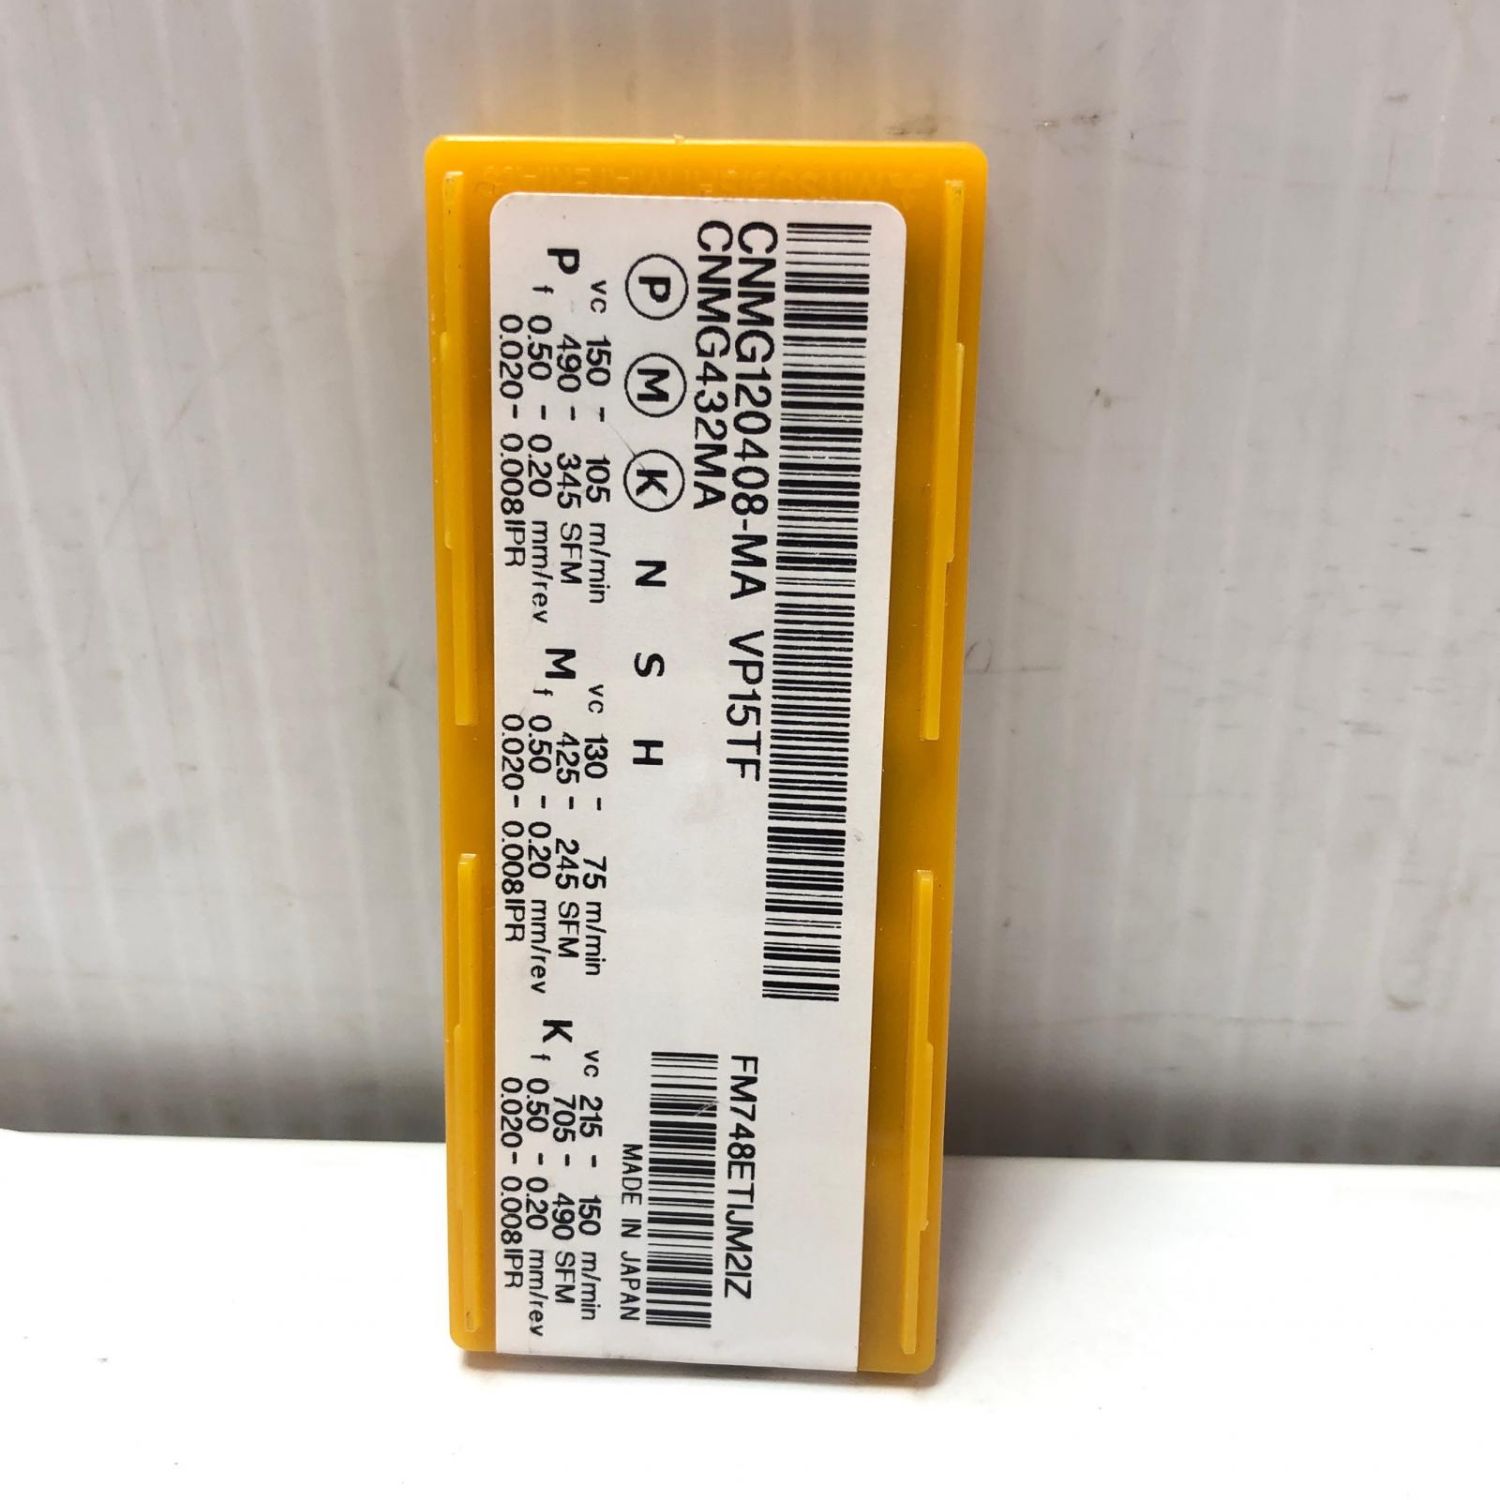 CNMG120408-MA VP15TF
CNMG432MA
FM748ETIJM2IZ
P M K N S H
MADE IN JAPAN
P vc 150 - 105 m/min
490 - 345 SFM
f 0.50 - 0.20 mm/rev
0.020- 0.008IPR
M vc 130 - 75 m/min
425 - 245 SFM
f 0.50 - 0.20 mm/rev
0.020- 0.008IPR
K vc 215 - 150 m/min
705 - 490 SFM
f 0.50 - 0.20 mm/rev
0.020- 0.008IPR